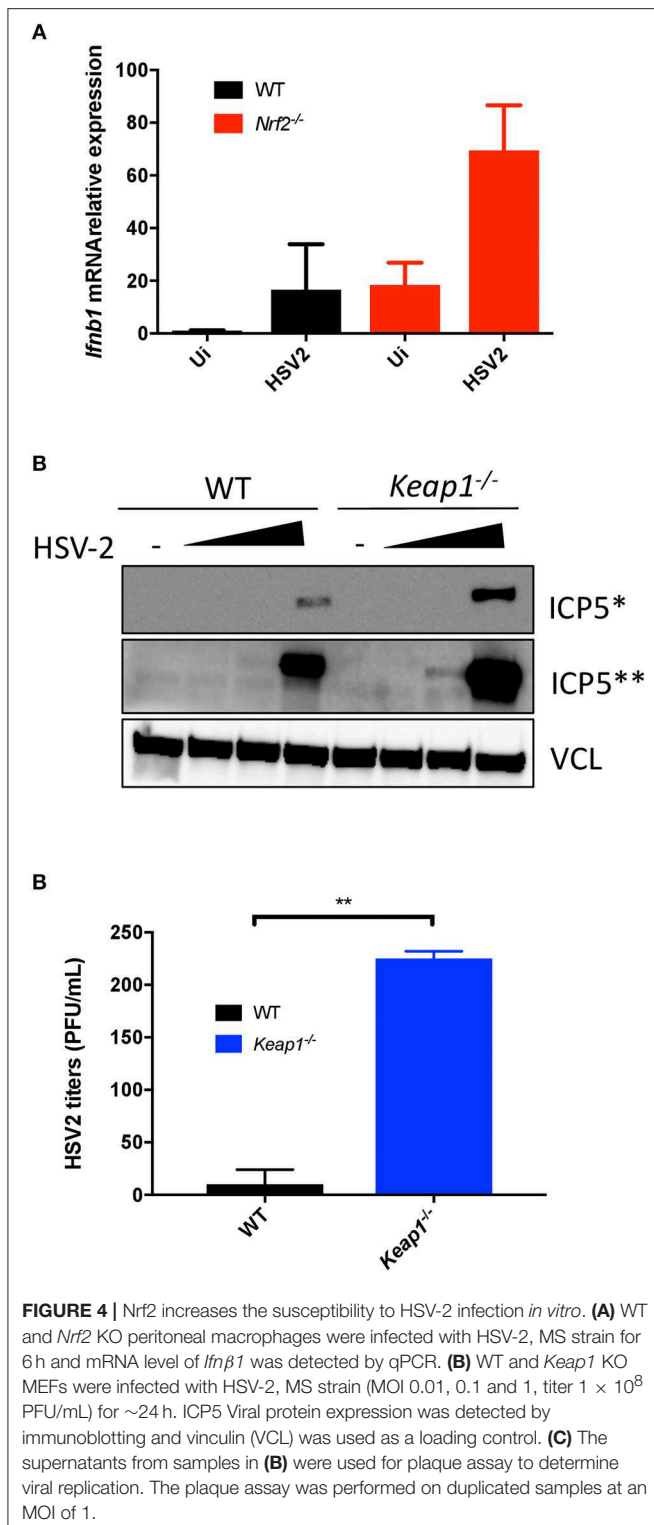 A
Ifnb1 mRNA relative expression
100
80
60
40
20
0
WT
Nrf2-/-
Ui
HSV2
Ui
HSV2
B
WT
Keap1-/-
HSV-2
-
-
ICP5*
ICP5**
VCL
B
**
HSV2 titers (PFU/mL)
250
200
150
100
50
0
WT
Keap1-/-
WT
Keap1-/-
FIGURE 4 | Nrf2 increases the susceptibility to HSV-2 infection in vitro. (A) WT
and Nrf2 KO peritoneal macrophages were infected with HSV-2, MS strain for
6 h and mRNA level of Ifnβ1 was detected by qPCR. (B) WT and Keap1 KO
MEFs were infected with HSV-2, MS strain (MOI 0.01, 0.1 and 1, titer 1 × 10⁸
PFU/mL) for ~24 h. ICP5 Viral protein expression was detected by
immunoblotting and vinculin (VCL) was used as a loading control. (C) The
supernatants from samples in (B) were used for plaque assay to determine
viral replication. The plaque assay was performed on duplicated samples at an
MOI of 1.